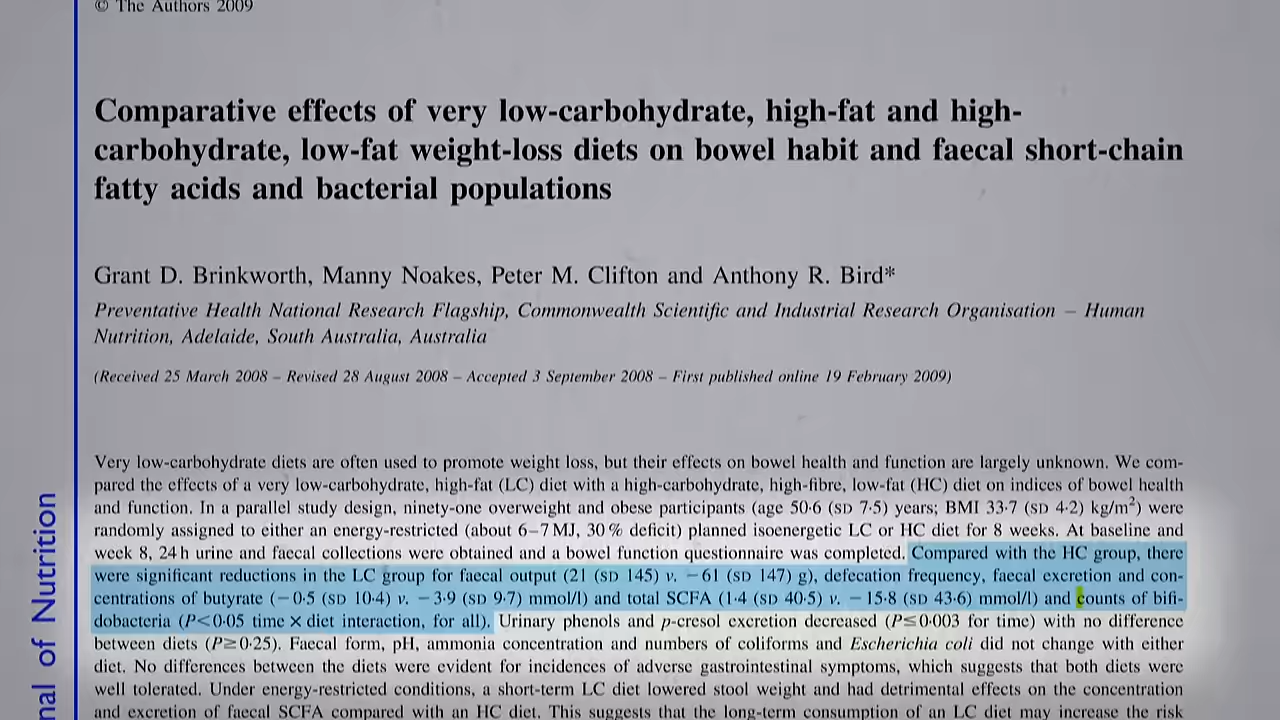 © The Authors 2009
Comparative effects of very low-carbohydrate, high-fat and high-
carbohydrate, low-fat weight-loss diets on bowel habit and faecal short-chain
fatty acids and bacterial populations
Grant D. Brinkworth, Manny Noakes, Peter M. Clifton and Anthony R. Bird*
Preventative Health National Research Flagship, Commonwealth Scientific and Industrial Research Organisation – Human
Nutrition, Adelaide, South Australia, Australia
(Received 25 March 2008 – Revised 28 August 2008 – Accepted 3 September 2008 – First published online 19 February 2009)
Very low-carbohydrate diets are often used to promote weight loss, but their effects on bowel health and function are largely unknown. We com-
pared the effects of a very low-carbohydrate, high-fat (LC) diet with a high-carbohydrate, high-fibre, low-fat (HC) diet on indices of bowel health
and function. In a parallel study design, ninety-one overweight and obese participants (age 50·6 (SD 7·5) years; BMI 33·7 (SD 4·2) kg/m²) were
randomly assigned to either an energy-restricted (about 6–7 MJ, 30 % deficit) planned isoenergetic LC or HC diet for 8 weeks. At baseline and
week 8, 24 h urine and faecal collections were obtained and a bowel function questionnaire was completed. Compared with the HC group, there
were significant reductions in the LC group for faecal output (21 (SD 145) v. −61 (SD 147) g), defecation frequency, faecal excretion and con-
centrations of butyrate (−0·5 (SD 10·4) v. −3·9 (SD 9·7) mmol/l) and total SCFA (1·4 (SD 40·5) v. −15·8 (SD 43·6) mmol/l) and counts of bifi-
dobacteria (P<0·05 time × diet interaction, for all). Urinary phenols and p-cresol excretion decreased (P≤0·003 for time) with no difference
between diets (P≥0·25). Faecal form, pH, ammonia concentration and numbers of coliforms and Escherichia coli did not change with either
diet. No differences between the diets were evident for incidences of adverse gastrointestinal symptoms, which suggests that both diets were
well tolerated. Under energy-restricted conditions, a short-term LC diet lowered stool weight and had detrimental effects on the concentration
and excretion of faecal SCFA compared with an HC diet. This suggests that the long-term consumption of an LC diet may increase the risk
nal of Nutrition